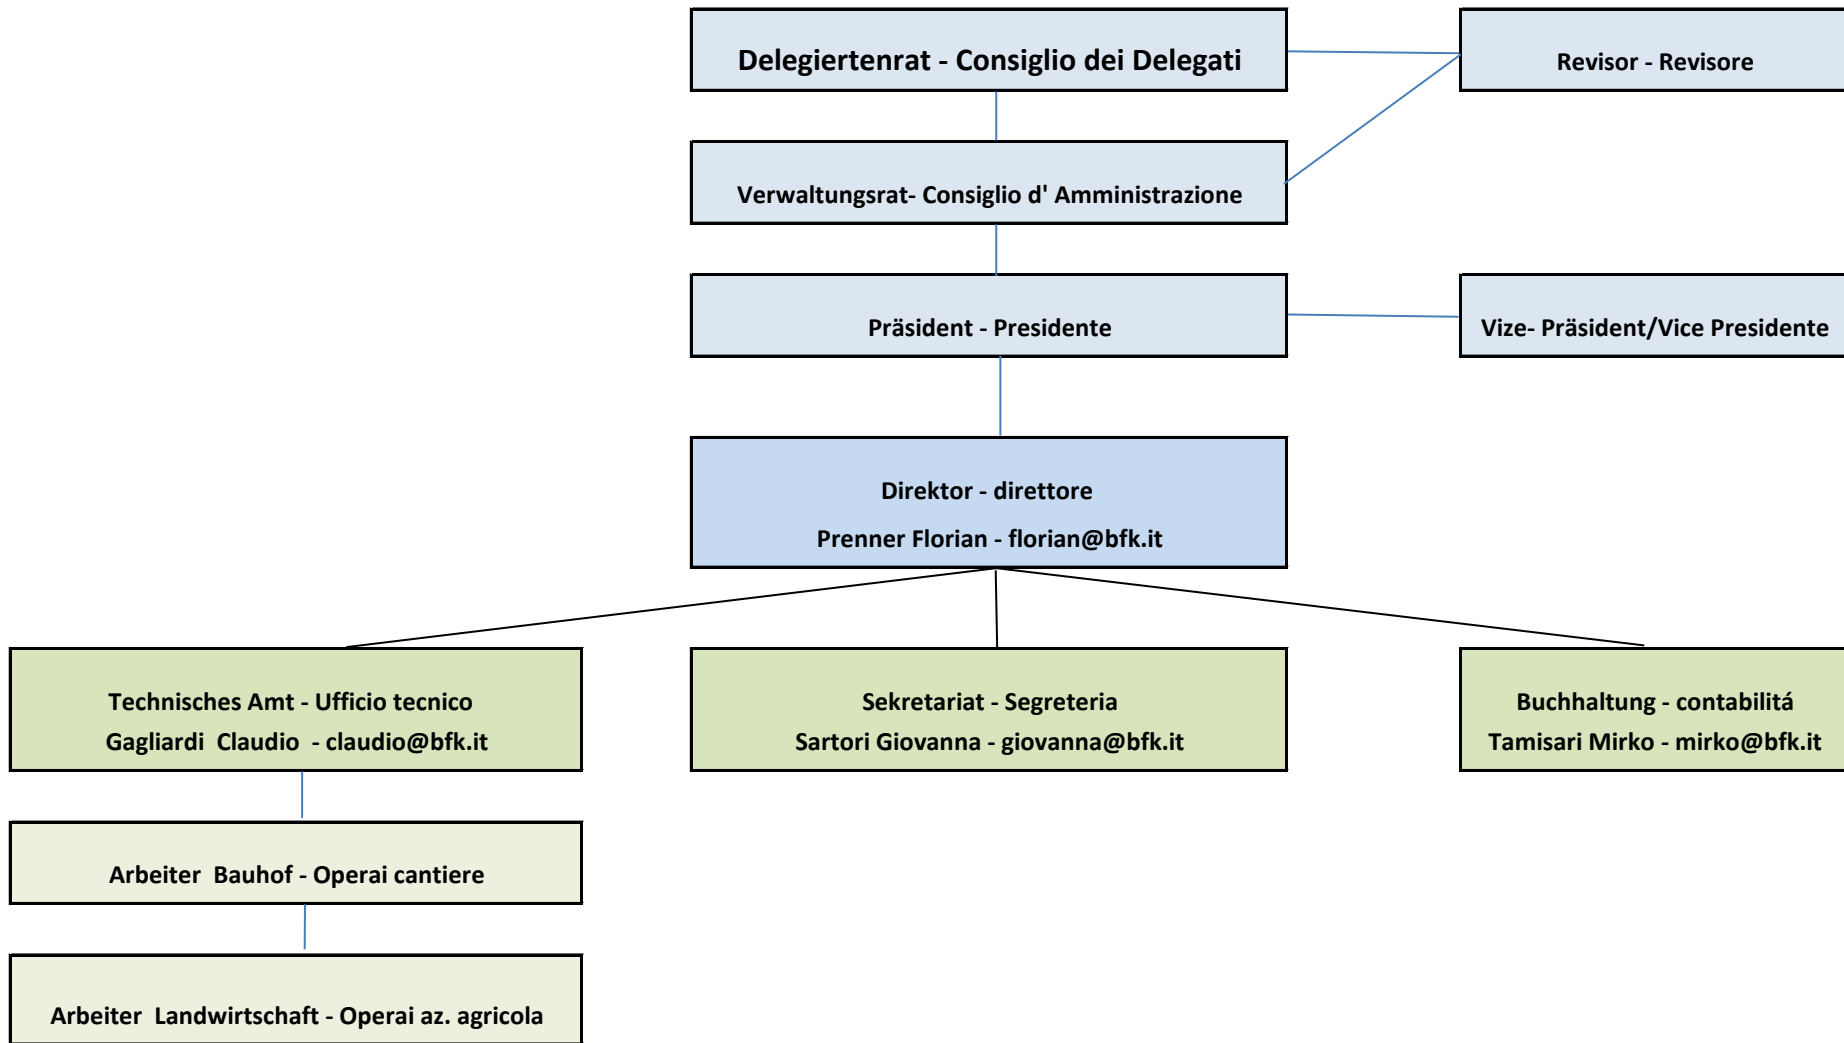 Delegiertenrat - Consiglio dei Delegati
Revisor - Revisore
Verwaltungsrat- Consiglio d' Amministrazione
Präsident - Presidente
Vize- Präsident/Vice Presidente
Direktor - direttore
Prenner Florian - florian@bfk.it
Technisches Amt - Ufficio tecnico
Gagliardi  Claudio  - claudio@bfk.it
Sekretariat - Segreteria
Sartori Giovanna - giovanna@bfk.it
Buchhaltung - contabilitá
Tamisari Mirko - mirko@bfk.it
Arbeiter  Bauhof - Operai cantiere
Arbeiter  Landwirtschaft - Operai az. agricola